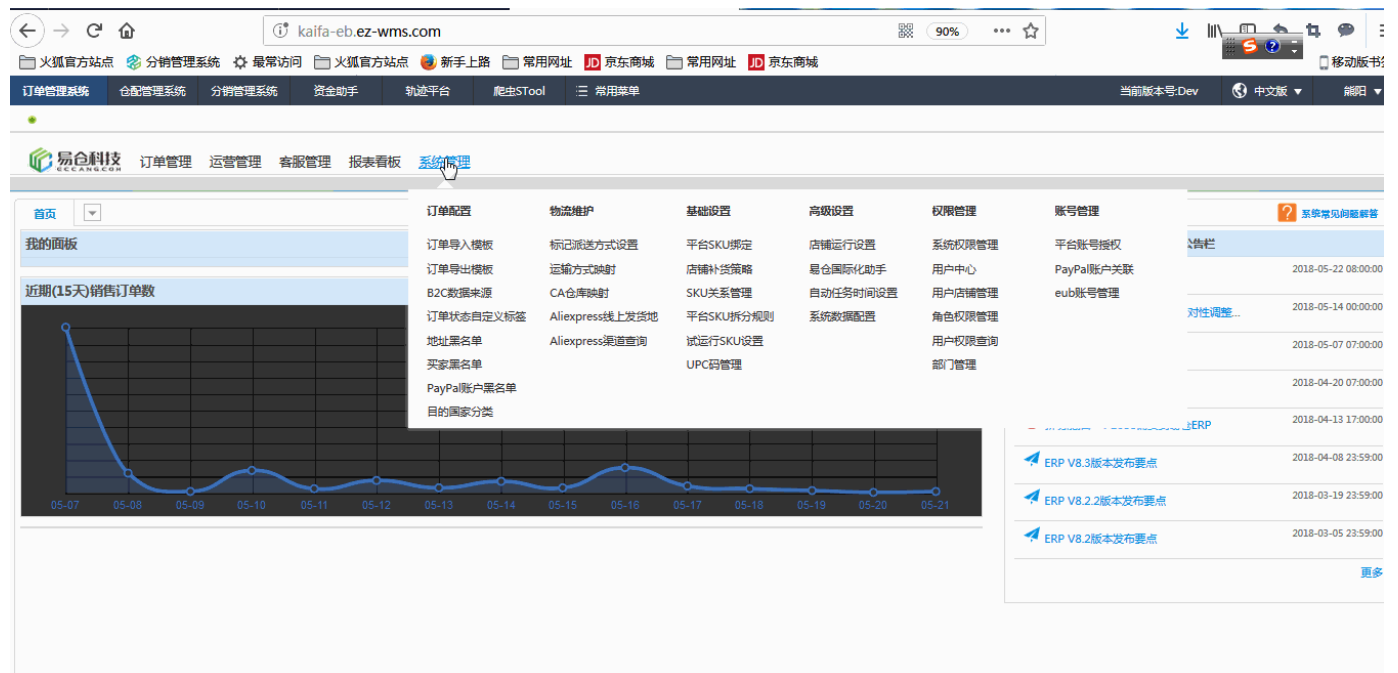 kaifa-eb.ez-wms.com 90%
火狐官方站点 分销管理系统 最常访问 火狐官方站点 新手上路 常用网址 JD 京东商城 常用网址 JD 京东商城 移动版书签
订单管理系统 仓配管理系统 分销管理系统 资金助手 轨迹平台 爬虫STool 常用菜单 当前版本号:Dev 中文版 熊阳
易仓科技 订单管理 运营管理 客服管理 报表看板 系统管理
ECCANG.COM
首页 系统常见问题解答
我的面板 公告栏
近期(15天)销售订单数
订单配置 物流维护 基础设置 高级设置 权限管理 账号管理
订单导入模板 标记派送方式设置 平台SKU绑定 店铺运行设置 系统权限管理 平台账号授权
订单导出模板 运输方式映射 店铺补货策略 易仓国际化助手 用户中心 PayPal账户关联
B2C数据来源 CA仓库映射 SKU关系管理 自动任务时间设置 用户店铺管理 eub账号管理
订单状态自定义标签 Aliexpress线上发货地 平台SKU拆分规则 系统数据配置 角色权限管理
地址黑名单 Aliexpress渠道查询 试运行SKU设置 用户权限查询
买家黑名单 UPC码管理 部门管理
PayPal账户黑名单
目的国家分类
2018-05-22 08:00:00
对性调整... 2018-05-14 00:00:00
2018-05-07 07:00:00
2018-04-20 07:00:00
ERP 2018-04-13 17:00:00
ERP V8.3版本发布要点 2018-04-08 23:59:00
ERP V8.2.2版本发布要点 2018-03-19 23:59:00
ERP V8.2版本发布要点 2018-03-05 23:59:00
更多
05-07 05-08 05-09 05-10 05-11 05-12 05-13 05-14 05-15 05-16 05-17 05-18 05-19 05-20 05-21